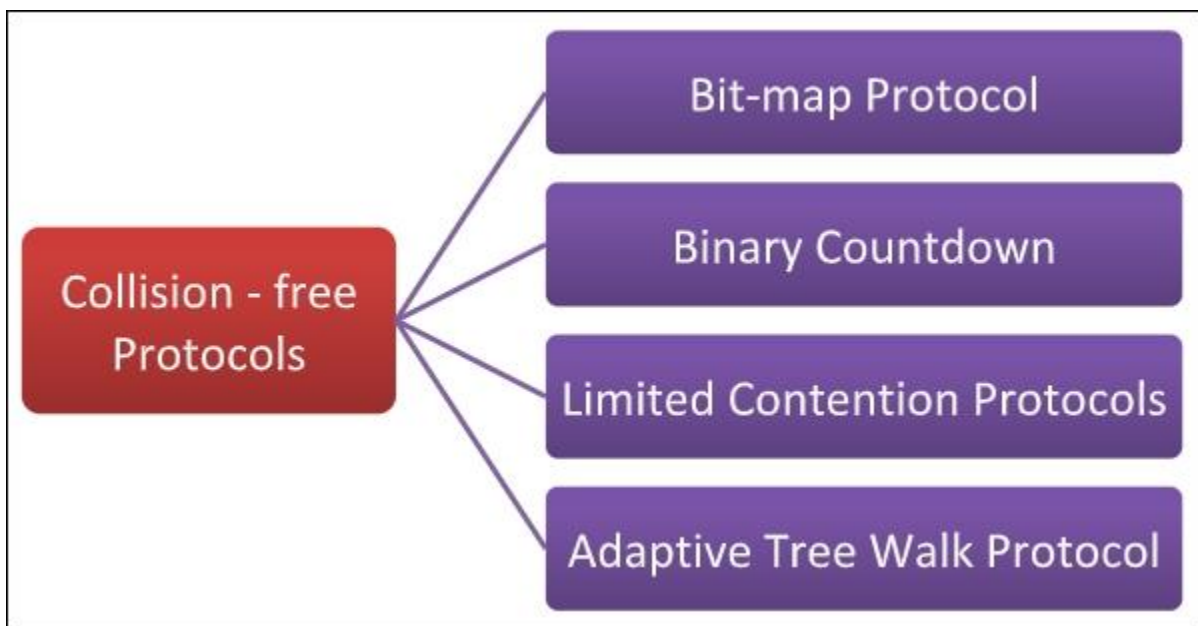 Collision - free
Protocols
Bit-map Protocol
Binary Countdown
Limited Contention Protocols
Adaptive Tree Walk Protocol